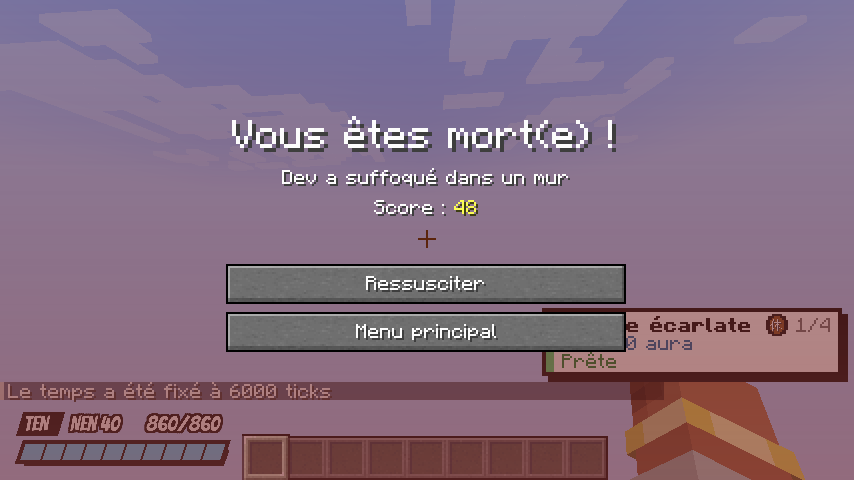 Vous êtes mort(e) !
Dev a suffoqué dans un mur
Score : 48
Ressusciter
Menu principal
écarlate 休 1/4
aura
Prête
Le temps a été fixé à 6000 ticks
TEN NEN 40 860/860